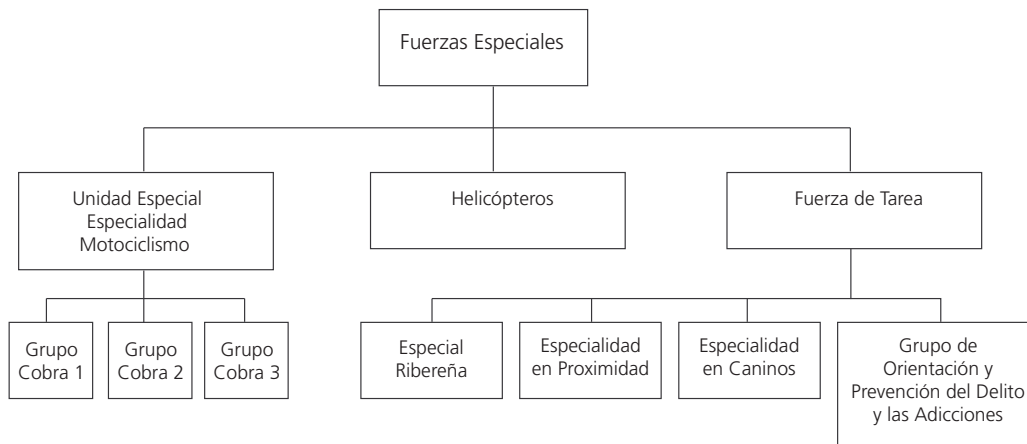 Fuerzas Especiales
Unidad Especial
Especialidad
Motociclismo
Helicópteros
Fuerza de Tarea
Grupo
Cobra 1
Grupo
Cobra 2
Grupo
Cobra 3
Especial
Ribereña
Especialidad
en Proximidad
Especialidad
en Caninos
Grupo de
Orientación y
Prevención del Delito
y las Adicciones